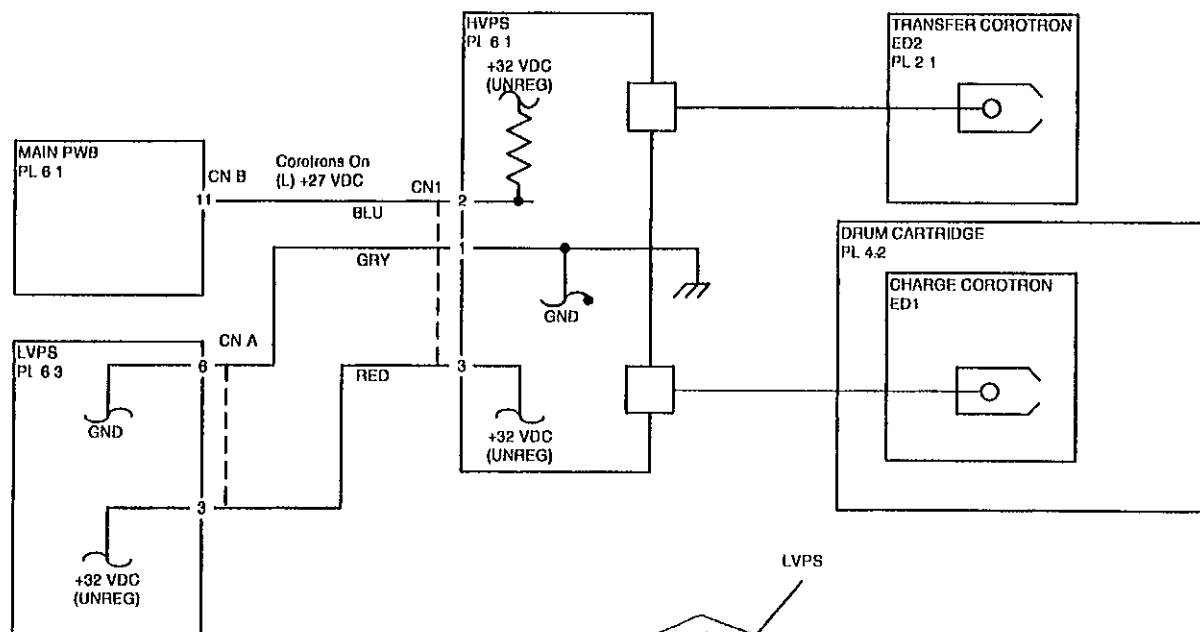 HVPS
PL 6 1
+32 VDC
(UNREG)
TRANSFER COROTRON
ED2
PL 2 1
MAIN PWB
PL 6 1
CN B
11
Corotrons On
(L) +27 VDC
BLU
CN1
2
1
GRY
GND
DRUM CARTRIDGE
PL 4.2
CHARGE COROTRON
ED1
LVPS
PL 6 3
CN A
6
GND
RED
3
+32 VDC
(UNREG)
3
+32 VDC
(UNREG)
LVPS